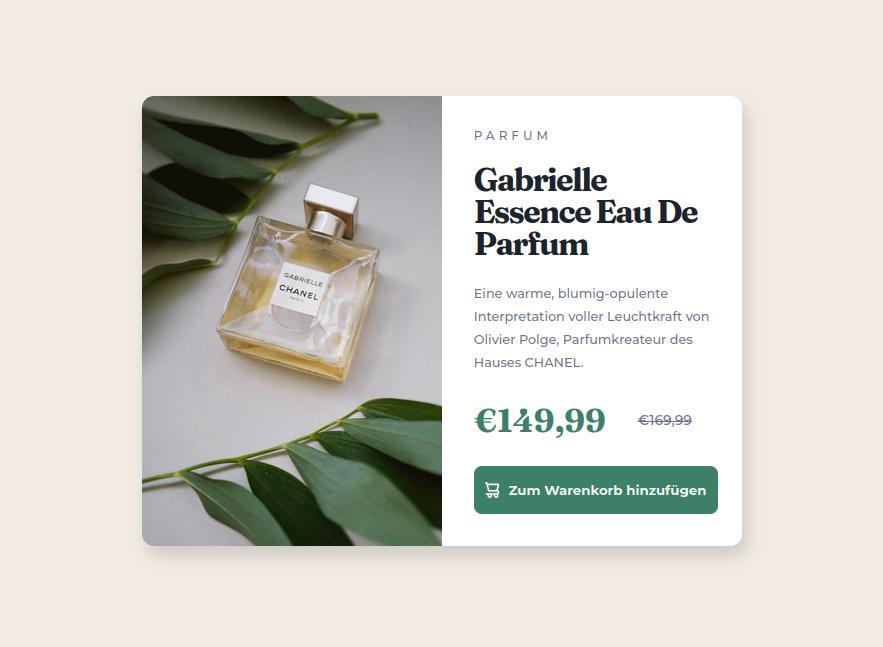 GABRIELLE
CHANEL
PARIS
PARFUM
Gabrielle
Essence Eau De
Parfum
Eine warme, blumig-opulente
Interpretation voller Leuchtkraft von
Olivier Polge, Parfumkreateur des
Hauses CHANEL.
€149,99 €169,99
Zum Warenkorb hinzufügen